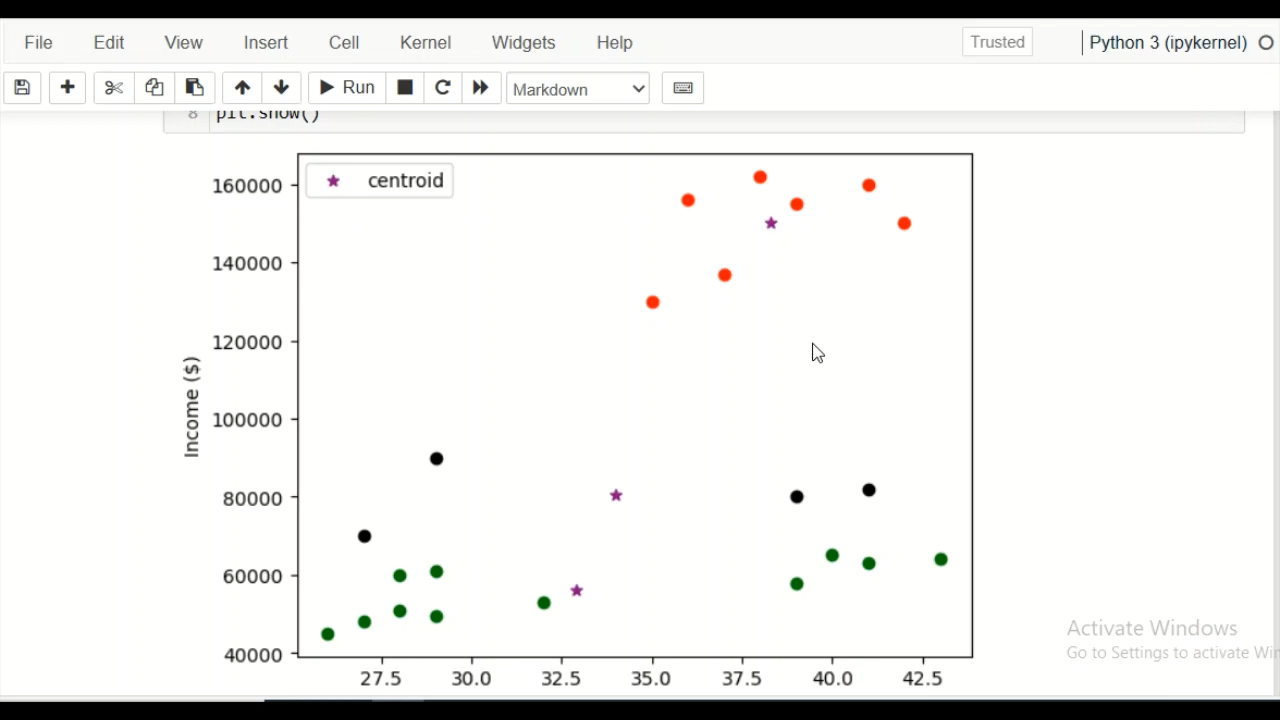 File Edit View Insert Cell Kernel Widgets Help Trusted Python 3 (ipykernel)
Run Markdown
8 plt.show()
centroid
160000
140000
120000
100000
80000
60000
40000
Income ($)
27.5 30.0 32.5 35.0 37.5 40.0 42.5
Activate Windows
Go to Settings to activate Win